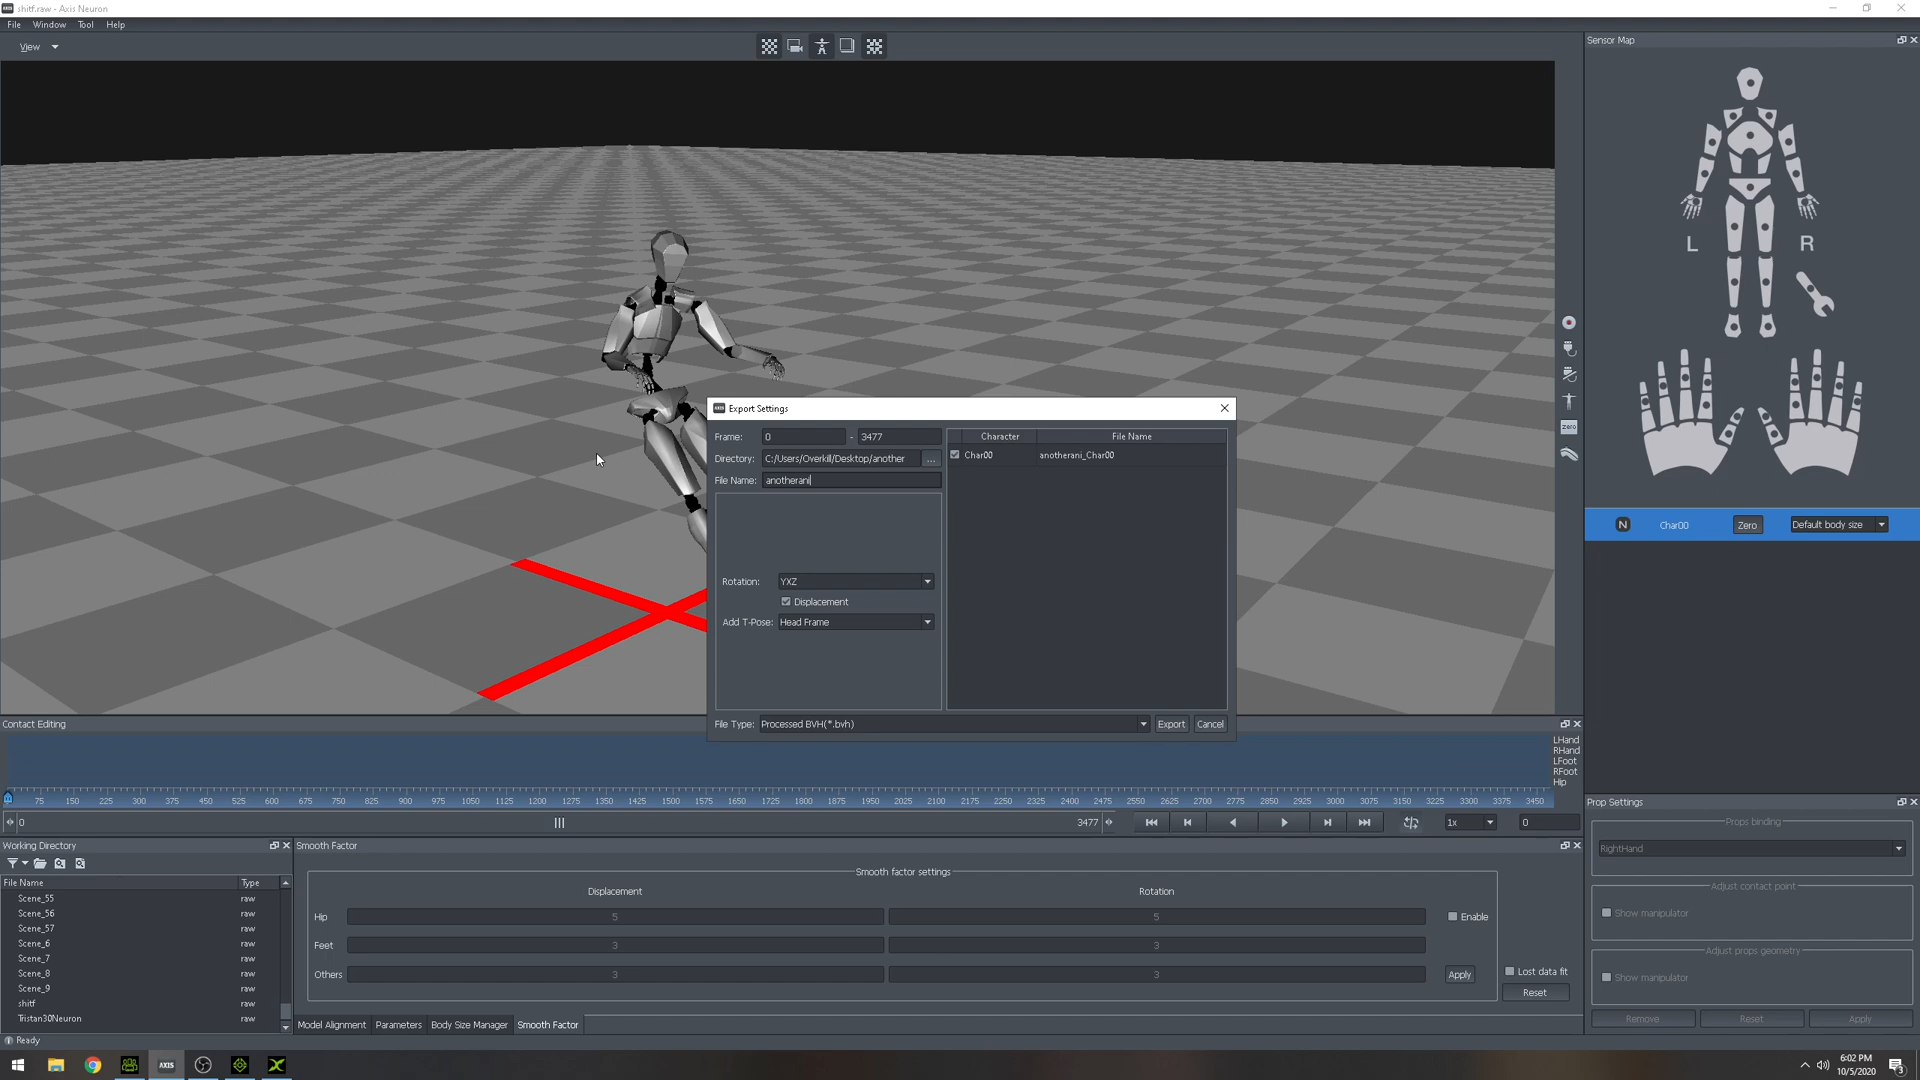 shitf.raw - Axis Neuron
File Window Tool Help
View
Sensor Map
L R
zero
N Char00 Zero Default body size
AXIS Export Settings
Frame: 0 - 3477
Directory: C:/Users/Overkill/Desktop/another ...
File Name: anotherani
Character File Name
Char00 anotherani_Char00
Rotation: YXZ
Displacement
Add T-Pose: Head Frame
File Type: Processed BVH(*.bvh) Export Cancel
Contact Editing
LHand
RHand
LFoot
RFoot
Hip
75 150 225 300 375 450 525 600 675 750 825 900 975 1050 1125 1200 1275 1350 1425 1500 1575 1650 1725 1800 1875 1950 2025 2100 2175 2250 2325 2400 2475 2550 2625 2700 2775 2850 2925 3000 3075 3150 3225 3300 3375 3450
0 3477 1x 0
Working Directory
File Name Type
Scene_55 raw
Scene_56 raw
Scene_57 raw
Scene_6 raw
Scene_7 raw
Scene_8 raw
Scene_9 raw
shitf raw
Tristan30Neuron raw
Smooth Factor
Smooth factor settings
Displacement Rotation
Hip 5 5 Enable
Feet 3 3
Others 3 3 Apply
Lost data fit
Reset
Model Alignment Parameters Body Size Manager Smooth Factor
Prop Settings
Props binding
RightHand
Adjust contact point
Show manipulator
Adjust props geometry
Show manipulator
Remove Reset Apply
Ready
AXIS
6:02 PM
10/5/2020
3